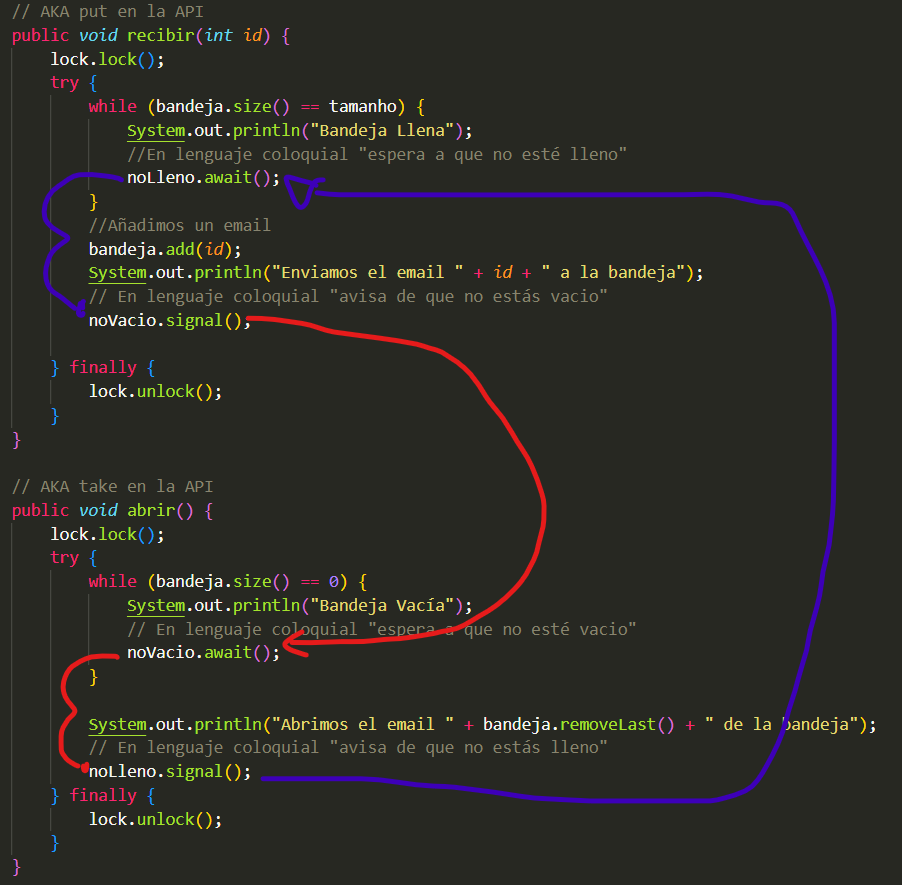 // AKA put en la API
public void recibir(int id) {
lock.lock();
try {
while (bandeja.size() == tamanho) {
System.out.println("Bandeja Llena");
//En lenguaje coloquial "espera a que no esté lleno"
noLleno.await();
}
//Añadimos un email
bandeja.add(id);
System.out.println("Enviamos el email " + id + " a la bandeja");
// En lenguaje coloquial "avisa de que no estás vacio"
noVacio.signal();
} finally {
lock.unlock();
}
}
// AKA take en la API
public void abrir() {
lock.lock();
try {
while (bandeja.size() == 0) {
System.out.println("Bandeja Vacía");
// En lenguaje coloquial "espera a que no esté vacio"
noVacio.await();
}
System.out.println("Abrimos el email " + bandeja.removeLast() + " de la bandeja");
// En lenguaje coloquial "avisa de que no estás lleno"
noLleno.signal();
} finally {
lock.unlock();
}
}